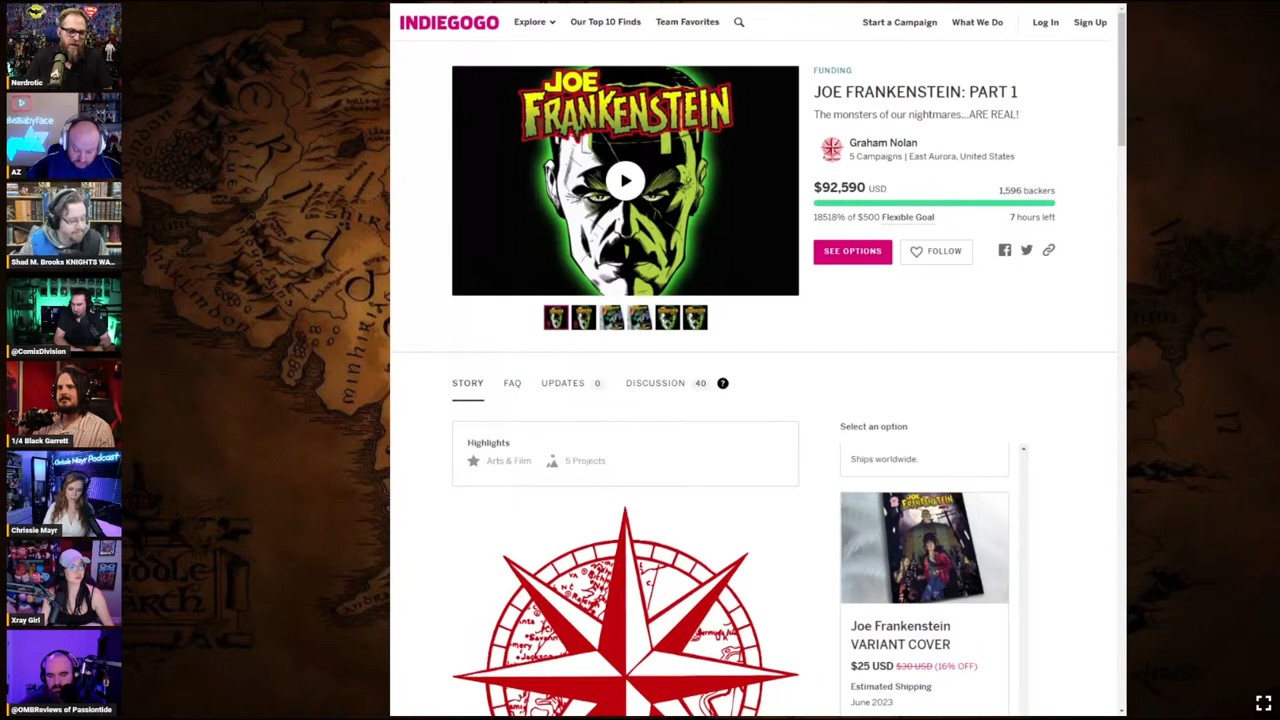 Nerdrotic
AZ
Shad M. Brooks KNIGHTS WA...
@ComixDivision
1/4 Black Garrett
Chrissie Mayr Podcast
Chrissie Mayr
Xray Girl
@OMBReviews of Passiontide
INDIEGOGO
Explore
Our Top 10 Finds
Team Favorites
Start a Campaign
What We Do
Log In
Sign Up
JOE
FRANKENSTEIN
FUNDING
JOE FRANKENSTEIN: PART 1
The monsters of our nightmares...ARE REAL!
Graham Nolan
5 Campaigns | East Aurora, United States
$92,590 USD
1,596 backers
18518% of $500 Flexible Goal
7 hours left
SEE OPTIONS
FOLLOW
STORY
FAQ
UPDATES 0
DISCUSSION 40 ?
Highlights
Arts & Film
5 Projects
Select an option
Ships worldwide.
JOE
FRANKENSTEIN
Joe Frankenstein
VARIANT COVER
$25 USD $30 USD (16% OFF)
Estimated Shipping
June 2023